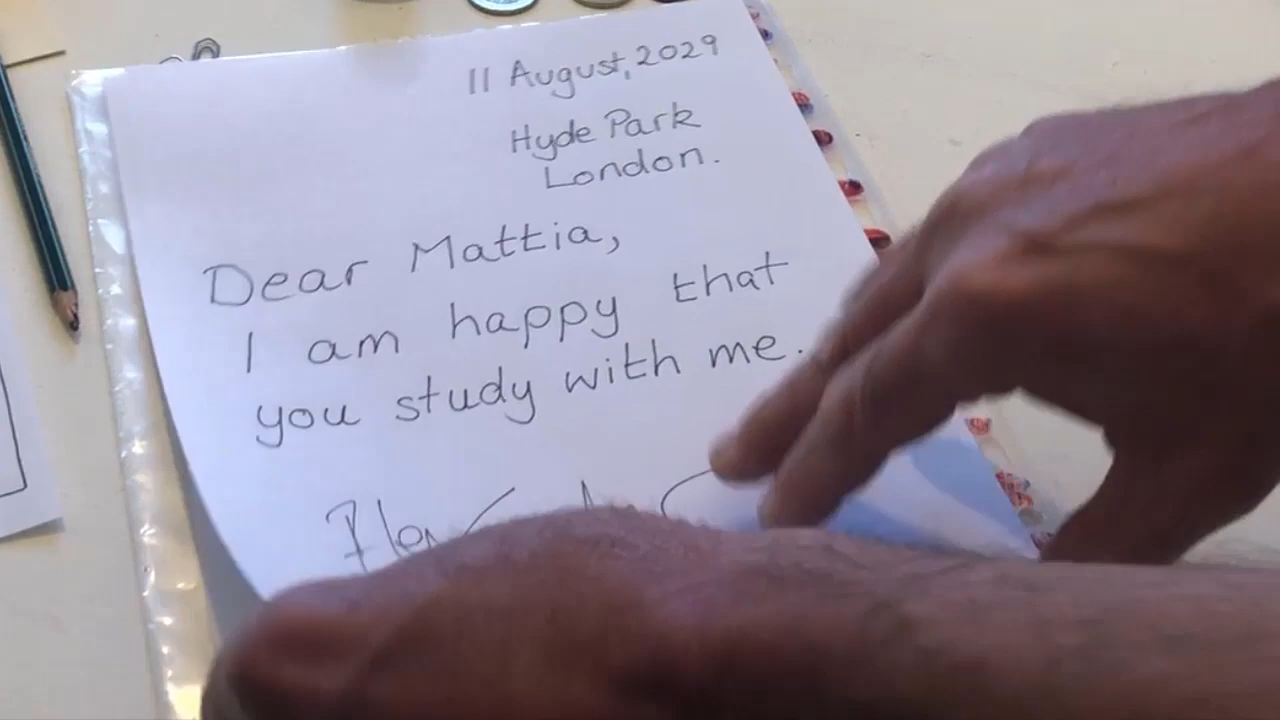 11 August, 2029
Hyde Park
London.
Dear Mattia,
I am happy that
you study with me.